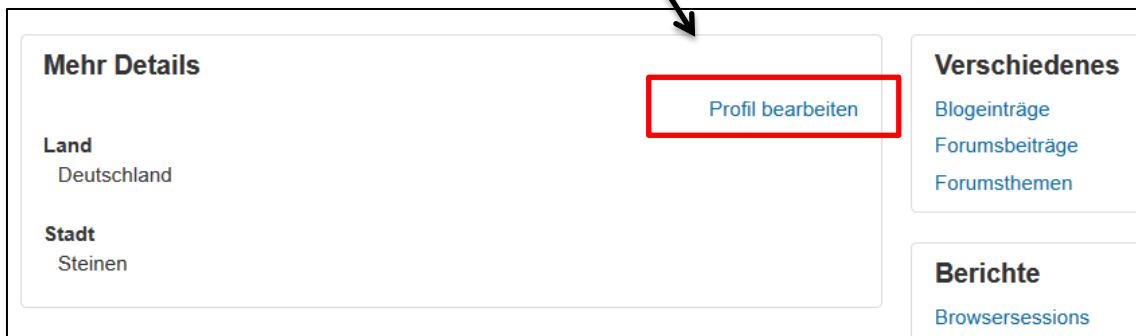 Mehr Details
Profil bearbeiten
Land
Deutschland
Stadt
Steinen
Verschiedenes
Blogeinträge
Forumsbeiträge
Forumsthemen
Berichte
Browsersessions